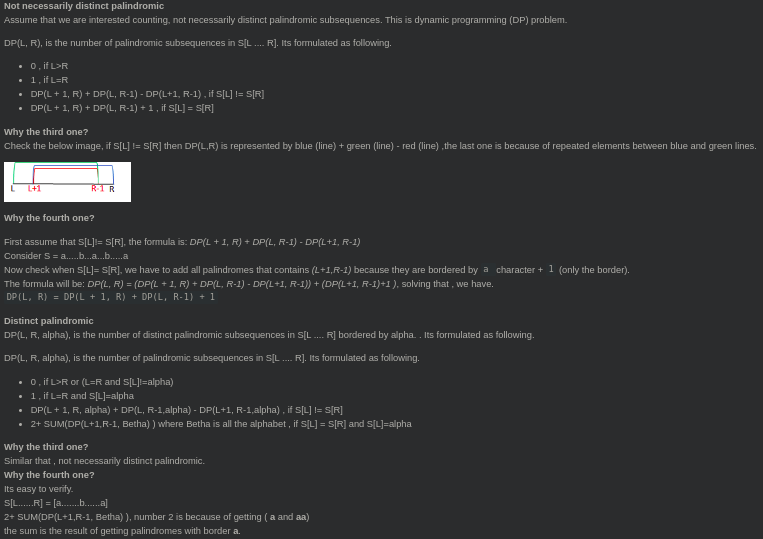 Not necessarily distinct palindromic
Assume that we are interested counting, not necessarily distinct palindromic subsequences. This is dynamic programming (DP) problem.
DP(L, R), is the number of palindromic subsequences in S[L .... R]. Its formulated as following.
• 0 , if L>R
• 1 , if L=R
• DP(L + 1, R) + DP(L, R-1) - DP(L+1, R-1) , if S[L] != S[R]
• DP(L + 1, R) + DP(L, R-1) + 1 , if S[L] = S[R]
Why the third one?
Check the below image, if S[L] != S[R] then DP(L,R) is represented by blue (line) + green (line) - red (line) ,the last one is because of repeated elements between blue and green lines.
L L+1 R-1 R
Why the fourth one?
First assume that S[L]!= S[R], the formula is: DP(L + 1, R) + DP(L, R-1) - DP(L+1, R-1)
Consider S = a.....b...a...b.....a
Now check when S[L]= S[R], we have to add all palindromes that contains (L+1,R-1) because they are bordered by a character + 1 (only the border).
The formula will be: DP(L, R) = (DP(L + 1, R) + DP(L, R-1) - DP(L+1, R-1)) + (DP(L+1, R-1)+1 ), solving that , we have.
DP(L, R) = DP(L + 1, R) + DP(L, R-1) + 1
Distinct palindromic
DP(L, R, alpha), is the number of distinct palindromic subsequences in S[L .... R] bordered by alpha. . Its formulated as following.
DP(L, R, alpha), is the number of palindromic subsequences in S[L .... R]. Its formulated as following.
• 0 , if L>R or (L=R and S[L]!=alpha)
• 1 , if L=R and S[L]=alpha
• DP(L + 1, R, alpha) + DP(L, R-1,alpha) - DP(L+1, R-1,alpha) , if S[L] != S[R]
• 2+ SUM(DP(L+1,R-1, Betha) ) where Betha is all the alphabet , if S[L] = S[R] and S[L]=alpha
Why the third one?
Similar that , not necessarily distinct palindromic.
Why the fourth one?
Its easy to verify.
S[L......R] = [a.......b......a]
2+ SUM(DP(L+1,R-1, Betha) ), number 2 is because of getting ( a and aa)
the sum is the result of getting palindromes with border a.